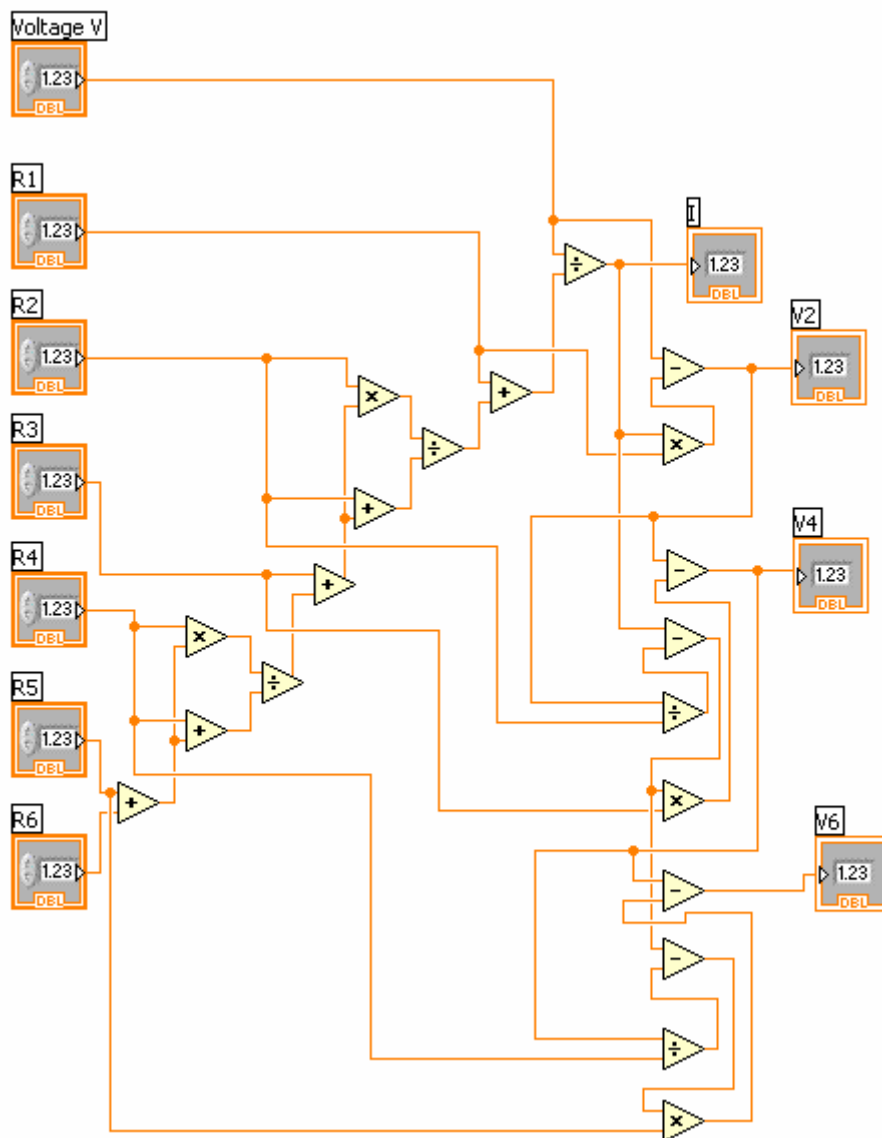 Voltage V
1.23
DBL
R1
1.23
DBL
I
1.23
DBL
R2
1.23
DBL
V2
1.23
DBL
÷
-
×
+
×
÷
R3
1.23
DBL
+
V4
1.23
DBL
-
R4
1.23
DBL
+
×
-
÷
÷
R5
1.23
DBL
+
+
×
R6
1.23
DBL
V6
1.23
DBL
-
-
÷
×